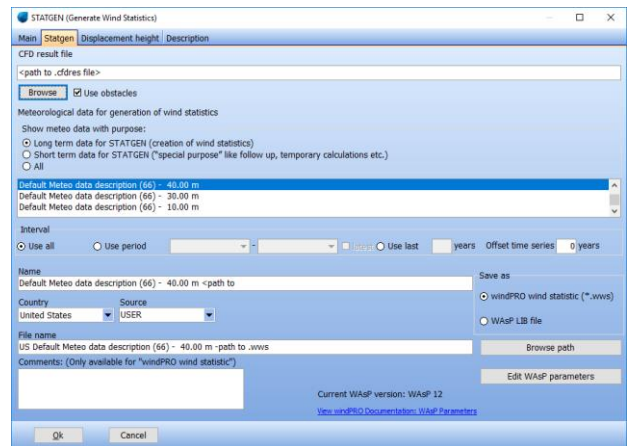 STATGEN (Generate Wind Statistics)
Main Statgen Displacement height Description
CFD result file
<path to .cfdres file>
Browse Use obstacles
Meteorological data for generation of wind statistics
Show meteo data with purpose:
Long term data for STATGEN (creation of wind statistics)
Short term data for STATGEN ("special purpose" like follow up, temporary calculations etc.)
All
Default Meteo data description (66) - 40.00 m
Default Meteo data description (66) - 30.00 m
Default Meteo data description (66) - 10.00 m
Interval
Use all Use period - Use last years Offset time series 0 years
Name
Default Meteo data description (66) - 40.00 m <path to
Save as
Country Source
windPRO wind statistic (*.wws)
United States USER
WAsP LIB file
File name
US Default Meteo data description (66) - 40.00 m -path to .wws
Browse path
Comments: (Only available for "windPRO wind statistic")
Edit WAsP parameters
Current WAsP version: WAsP 12
View windPRO Documentation: WAsP Parameters
Ok Cancel